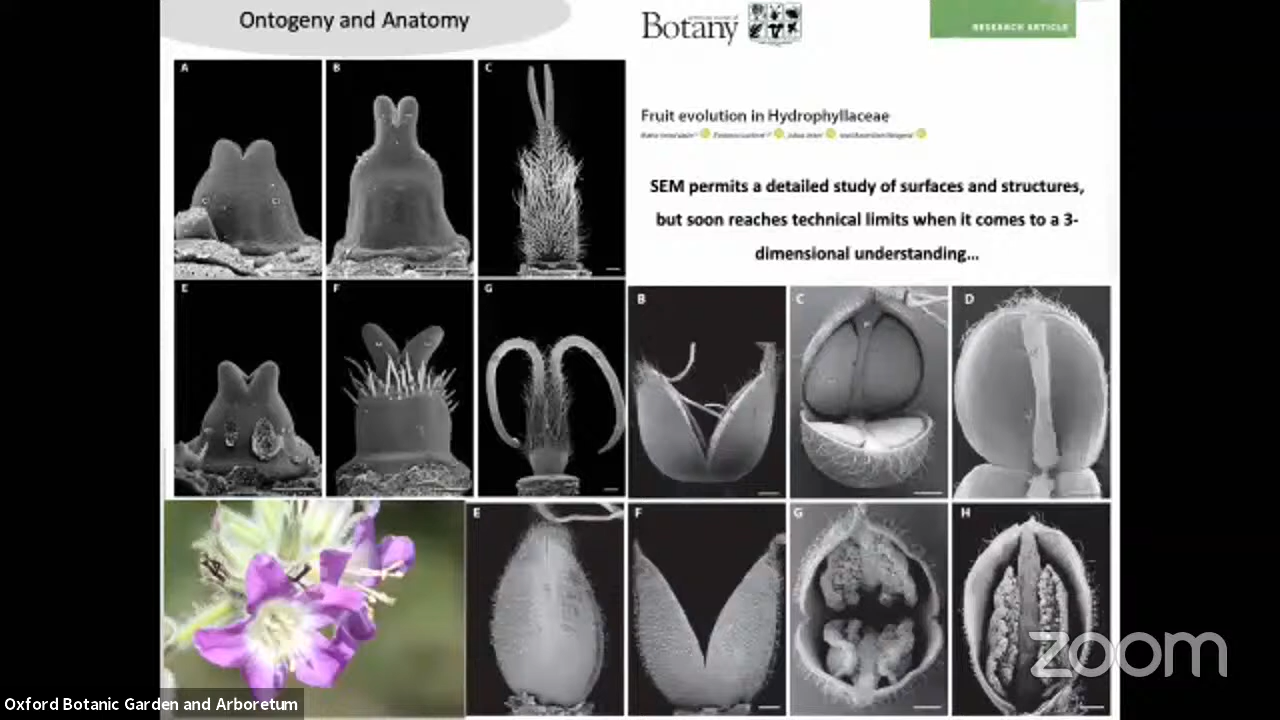 Ontogeny and Anatomy
Botany
RESEARCH ARTICLE
Fruit evolution in Hydrophyllaceae
SEM permits a detailed study of surfaces and structures,
but soon reaches technical limits when it comes to a 3-
dimensional understanding...
A
B
C
E
F
G
B
C
D
E
F
G
H
zoom
Oxford Botanic Garden and Arboretum